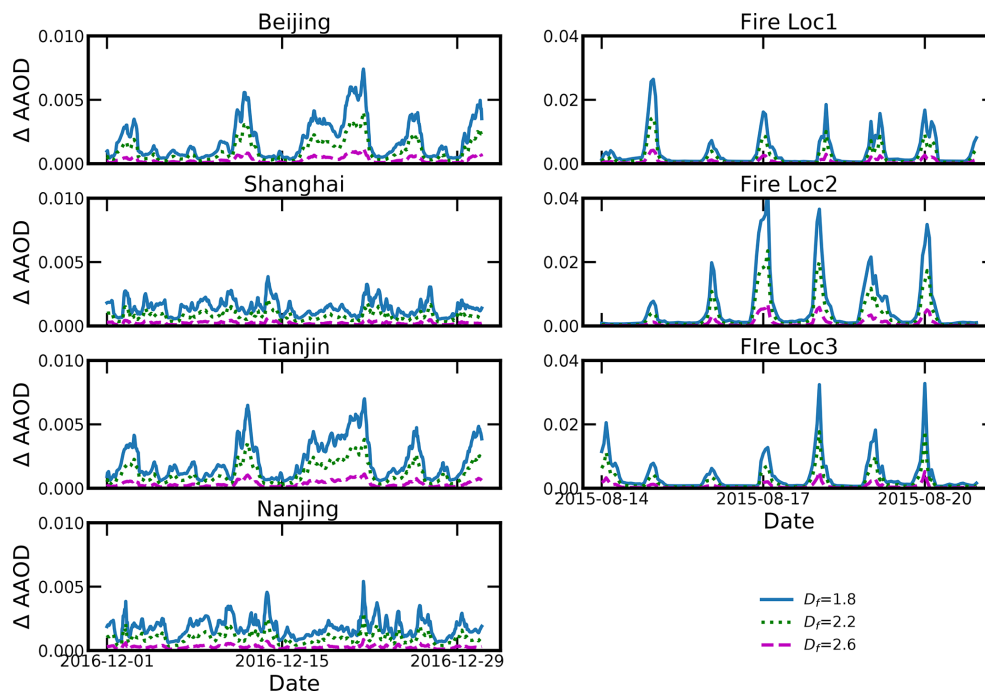 Beijing
0.010
0.005
0.000
Δ AAOD
Shanghai
0.010
0.005
0.000
Δ AAOD
Tianjin
0.010
0.005
0.000
Δ AAOD
Nanjing
0.010
0.005
0.000
Δ AAOD
2016-12-01 2016-12-15 2016-12-29
Date
Fire Loc1
0.04
0.02
0.00
Fire Loc2
0.04
0.02
0.00
FIre Loc3
0.04
0.02
0.00
2015-08-14 2015-08-17 2015-08-20
Date
D_f=1.8
D_f=2.2
D_f=2.6